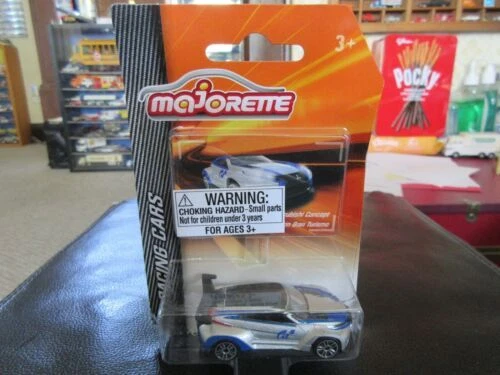 3+
MAJORETTE
RACING CARS
WARNING:
CHOKING HAZARD-Small parts
Not for children under 3 years
FOR AGES 3+
Concept
Gran Turismo
Glico
POCKY